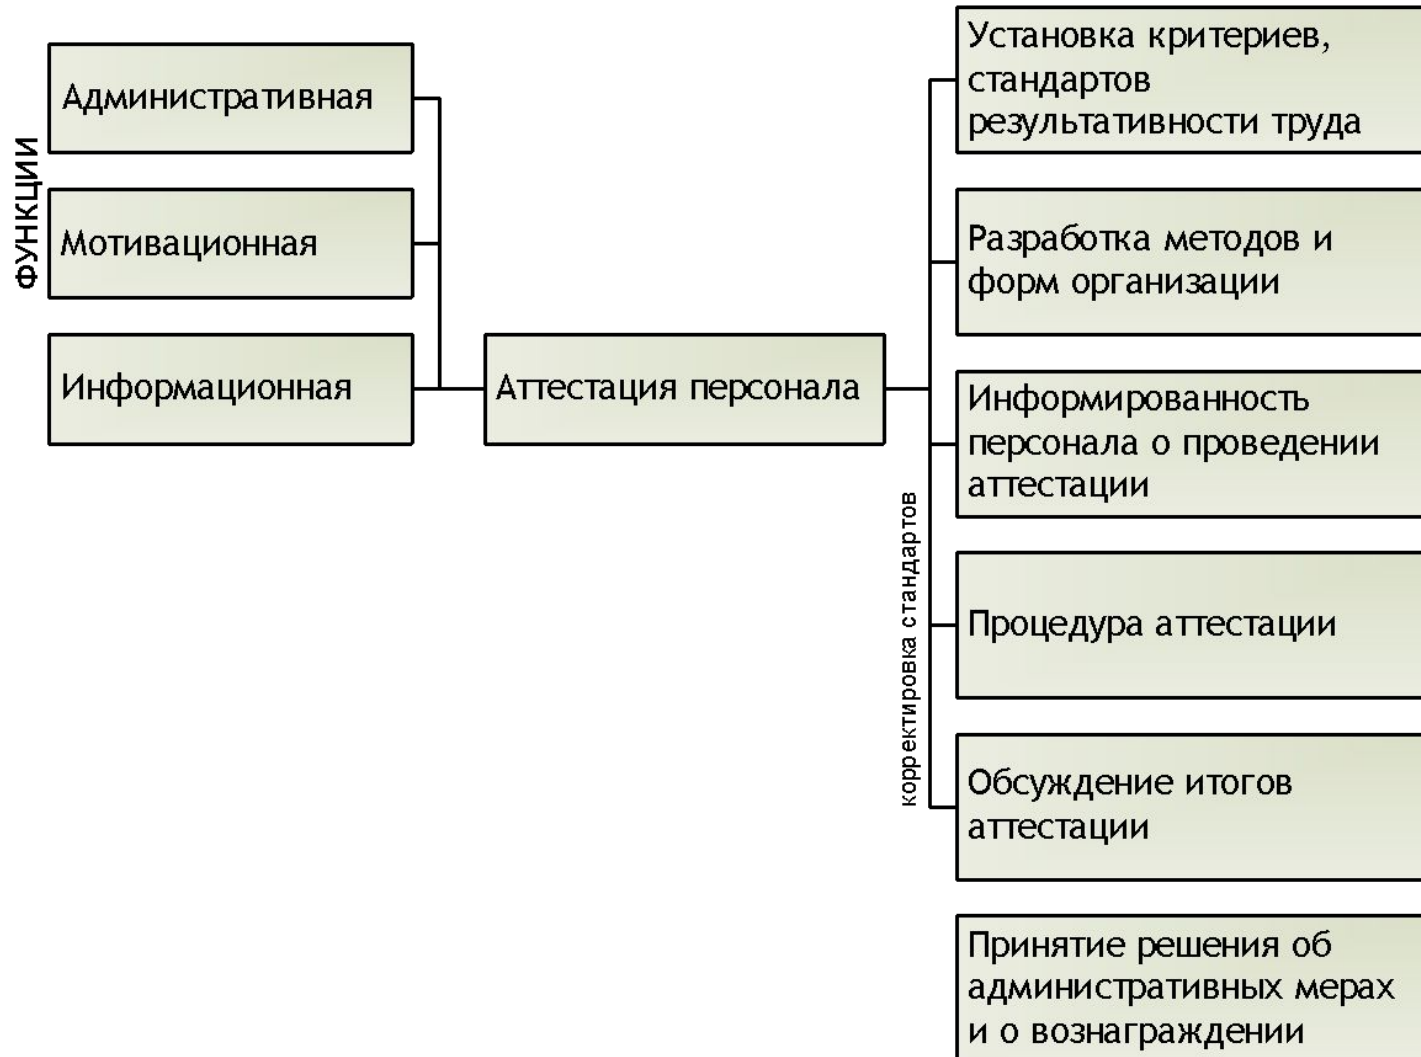 ФУНКЦИИ
Административная
Мотивационная
Информационная
Аттестация персонала
корректировка стандартов
Установка критериев,
стандартов
результативности труда
Разработка методов и
форм организации
Информированность
персонала о проведении
аттестации
Процедура аттестации
Обсуждение итогов
аттестации
Принятие решения об
административных мерах
и о вознаграждении